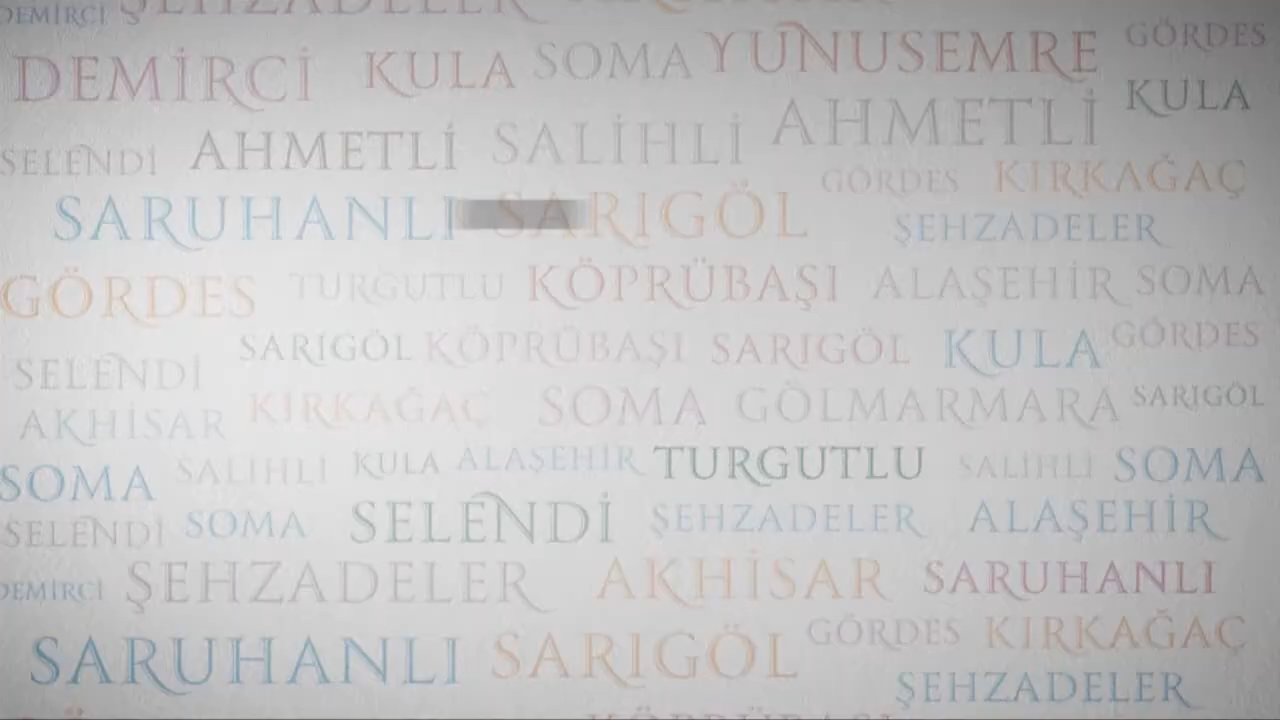 DEMİRCİ ŞEHZADELER
DEMİRCİ KULA SOMA YUNUSEMRE GÖRDES
KULA
SELENDİ AHMETLİ SALİHLİ AHMETLİ
GÖRDES KIRKAĞAÇ
SARUHANLI SARIGÖL ŞEHZADELER
GÖRDES TURGUTLU KÖPRÜBAŞI ALAŞEHİR SOMA
SELENDİ SARIGÖL KÖPRÜBAŞI SARIGÖL KULA GÖRDES
AKHİSAR KIRKAĞAÇ SOMA GÖLMARMARA SARIGÖL
SOMA SALİHLİ KULA ALAŞEHİR TURGUTLU SALİHLİ SOMA
SELENDİ SOMA SELENDİ ŞEHZADELER ALAŞEHİR
DEMİRCİ ŞEHZADELER AKHİSAR SARUHANLI
SARUHANLI SARIGÖL GÖRDES KIRKAĞAÇ
ŞEHZADELER